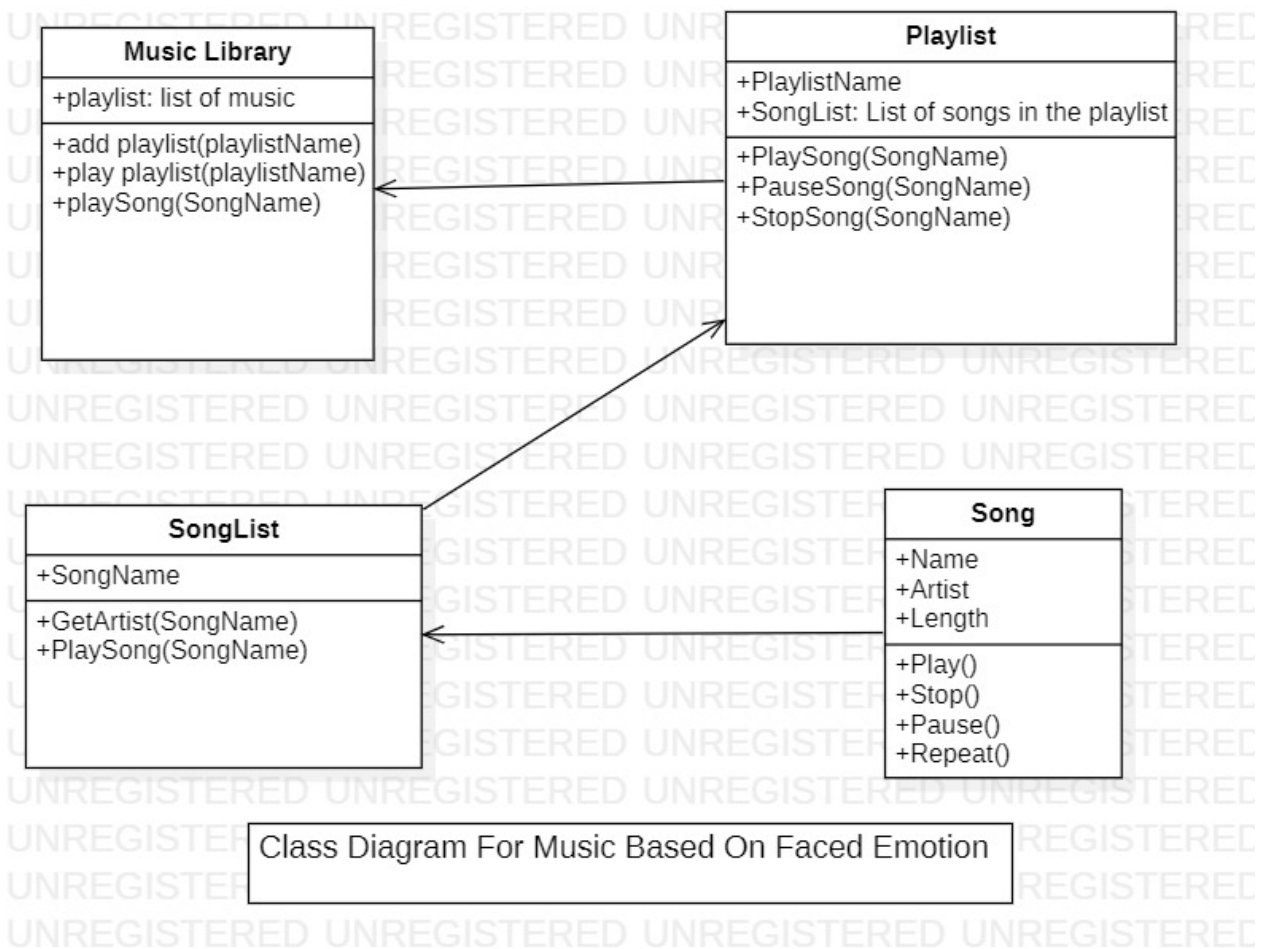 Music Library
+playlist: list of music
+add playlist(playlistName)
+play playlist(playlistName)
+playSong(SongName)
Playlist
+PlaylistName
+SongList: List of songs in the playlist
+PlaySong(SongName)
+PauseSong(SongName)
+StopSong(SongName)
SongList
+SongName
+GetArtist(SongName)
+PlaySong(SongName)
Song
+Name
+Artist
+Length
+Play()
+Stop()
+Pause()
+Repeat()
Class Diagram For Music Based On Faced Emotion
UNREGISTERED UNREGISTERED UNREGISTERED UNREGISTERED